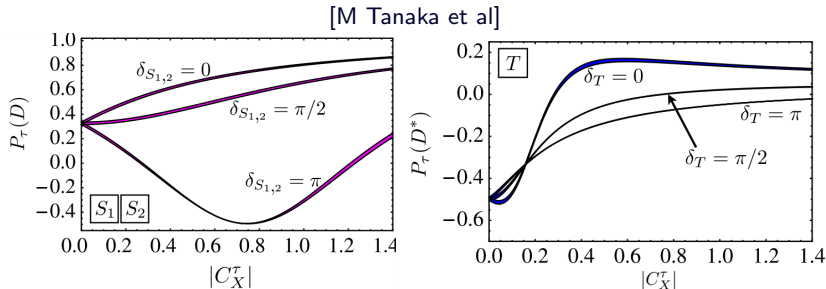 [M Tanaka et al]
1.0
0.8
0.6
0.4
0.2
0.0
−0.2
−0.4
P_τ(D)
δ_{S_{1,2}} = 0
δ_{S_{1,2}} = π/2
δ_{S_{1,2}} = π
S_1 S_2
0.0 0.2 0.4 0.6 0.8 1.0 1.2 1.4
|C_X^τ|
0.2
0.0
−0.2
−0.4
−0.6
P_τ(D*)
T
δ_T = 0
δ_T = π
δ_T = π/2
0.0 0.2 0.4 0.6 0.8 1.0 1.2 1.4
|C_X^τ|